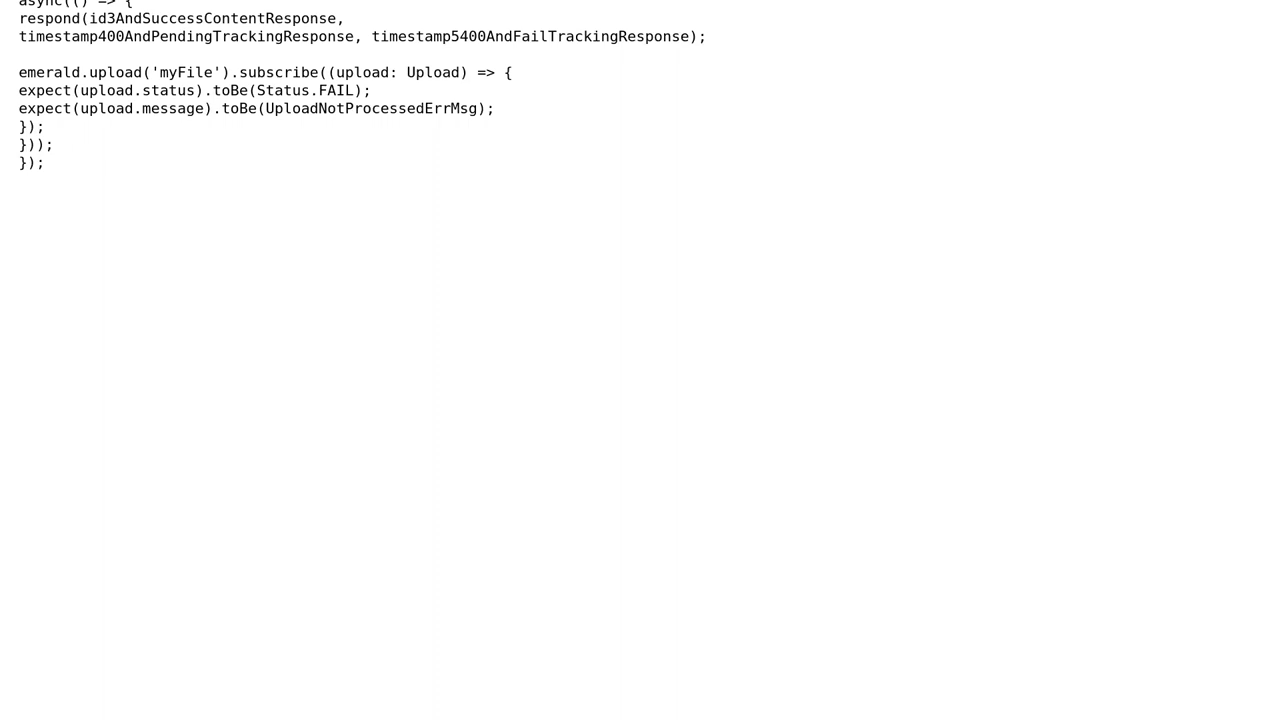 async(() => {
respond(id3AndSuccessContentResponse,
timestamp400AndPendingTrackingResponse, timestamp5400AndFailTrackingResponse);

emerald.upload('myFile').subscribe((upload: Upload) => {
expect(upload.status).toBe(Status.FAIL);
expect(upload.message).toBe(UploadNotProcessedErrMsg);
});
}));
});